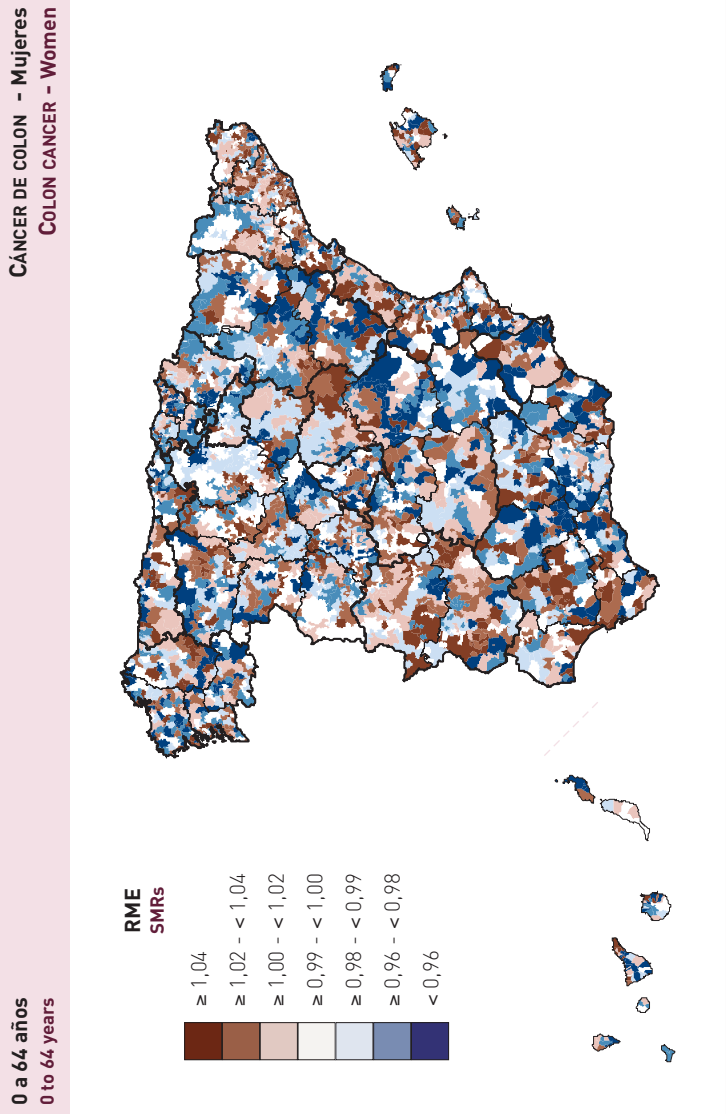 0 a 64 años
CÁNCER DE COLON - Mujeres
0 to 64 years
COLON CANCER - Women
RME
SMRs
≥ 1,04
≥ 1,02 - < 1,04
≥ 1,00 - < 1,02
≥ 0,99 - < 1,00
≥ 0,98 - < 0,99
≥ 0,96 - < 0,98
< 0,96